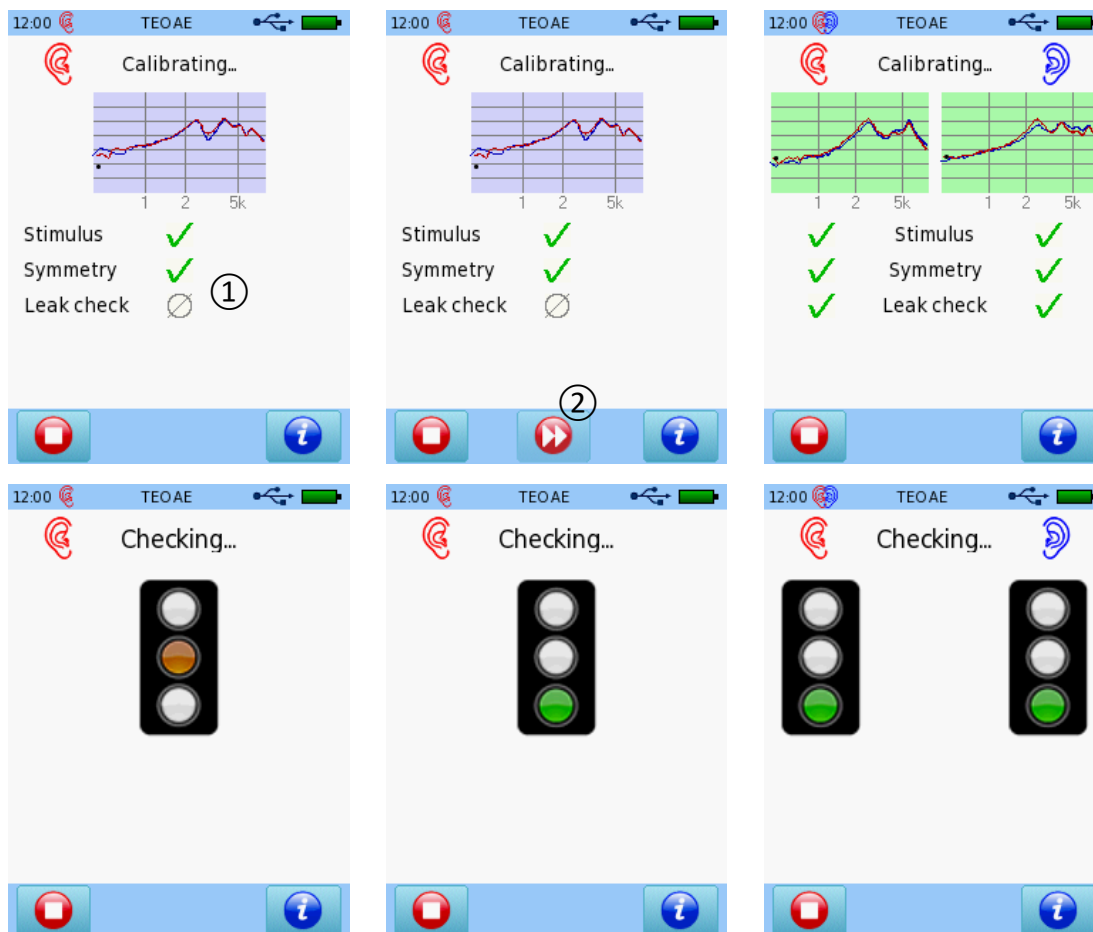 12:00 TEOAE
Calibrating...
1 2 5k
Stimulus
Symmetry
Leak check
①
12:00 TEOAE
Calibrating...
1 2 5k
Stimulus
Symmetry
Leak check
②
i
i
12:00 TEOAE
Calibrating...
1 2 5k 1 2 5k
Stimulus
Symmetry
Leak check
i
12:00 TEOAE
Checking...
i
12:00 TEOAE
Checking...
i
12:00 TEOAE
Checking...
i